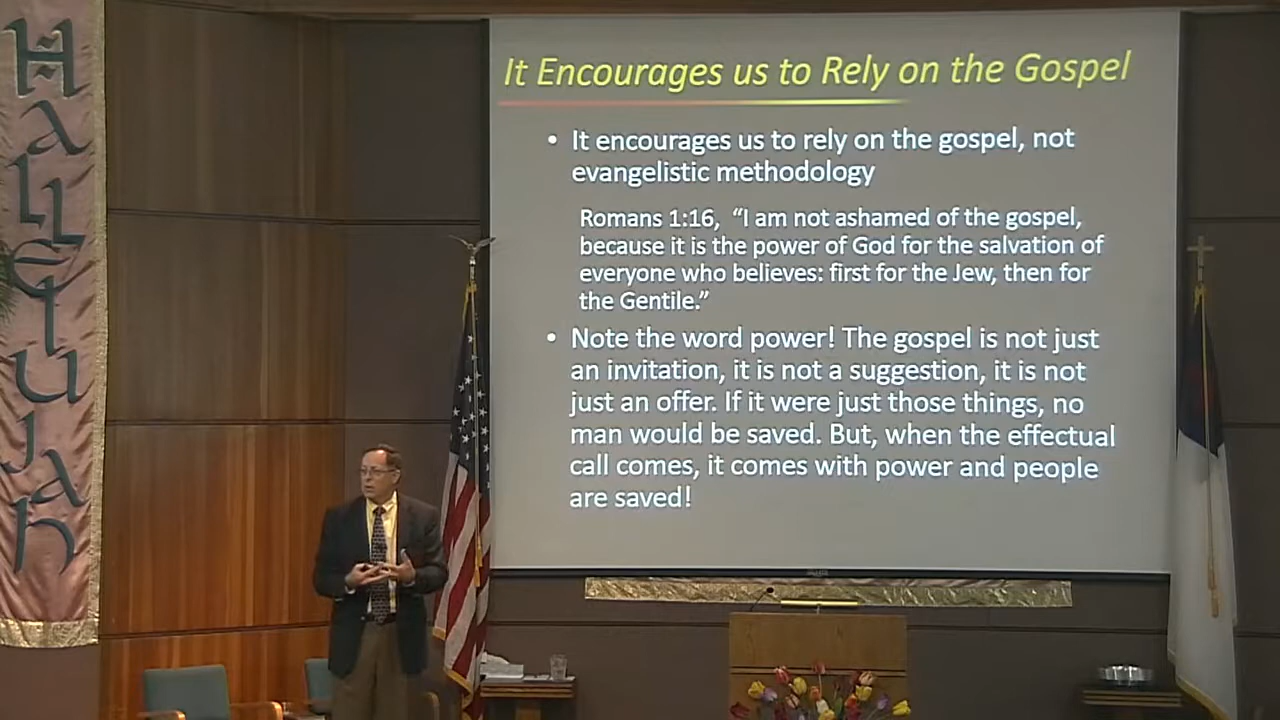 Hallelujah
It Encourages us to Rely on the Gospel
• It encourages us to rely on the gospel, not
evangelistic methodology
Romans 1:16, “I am not ashamed of the gospel,
because it is the power of God for the salvation of
everyone who believes: first for the Jew, then for
the Gentile.”
• Note the word power! The gospel is not just
an invitation, it is not a suggestion, it is not
just an offer. If it were just those things, no
man would be saved. But, when the effectual
call comes, it comes with power and people
are saved!